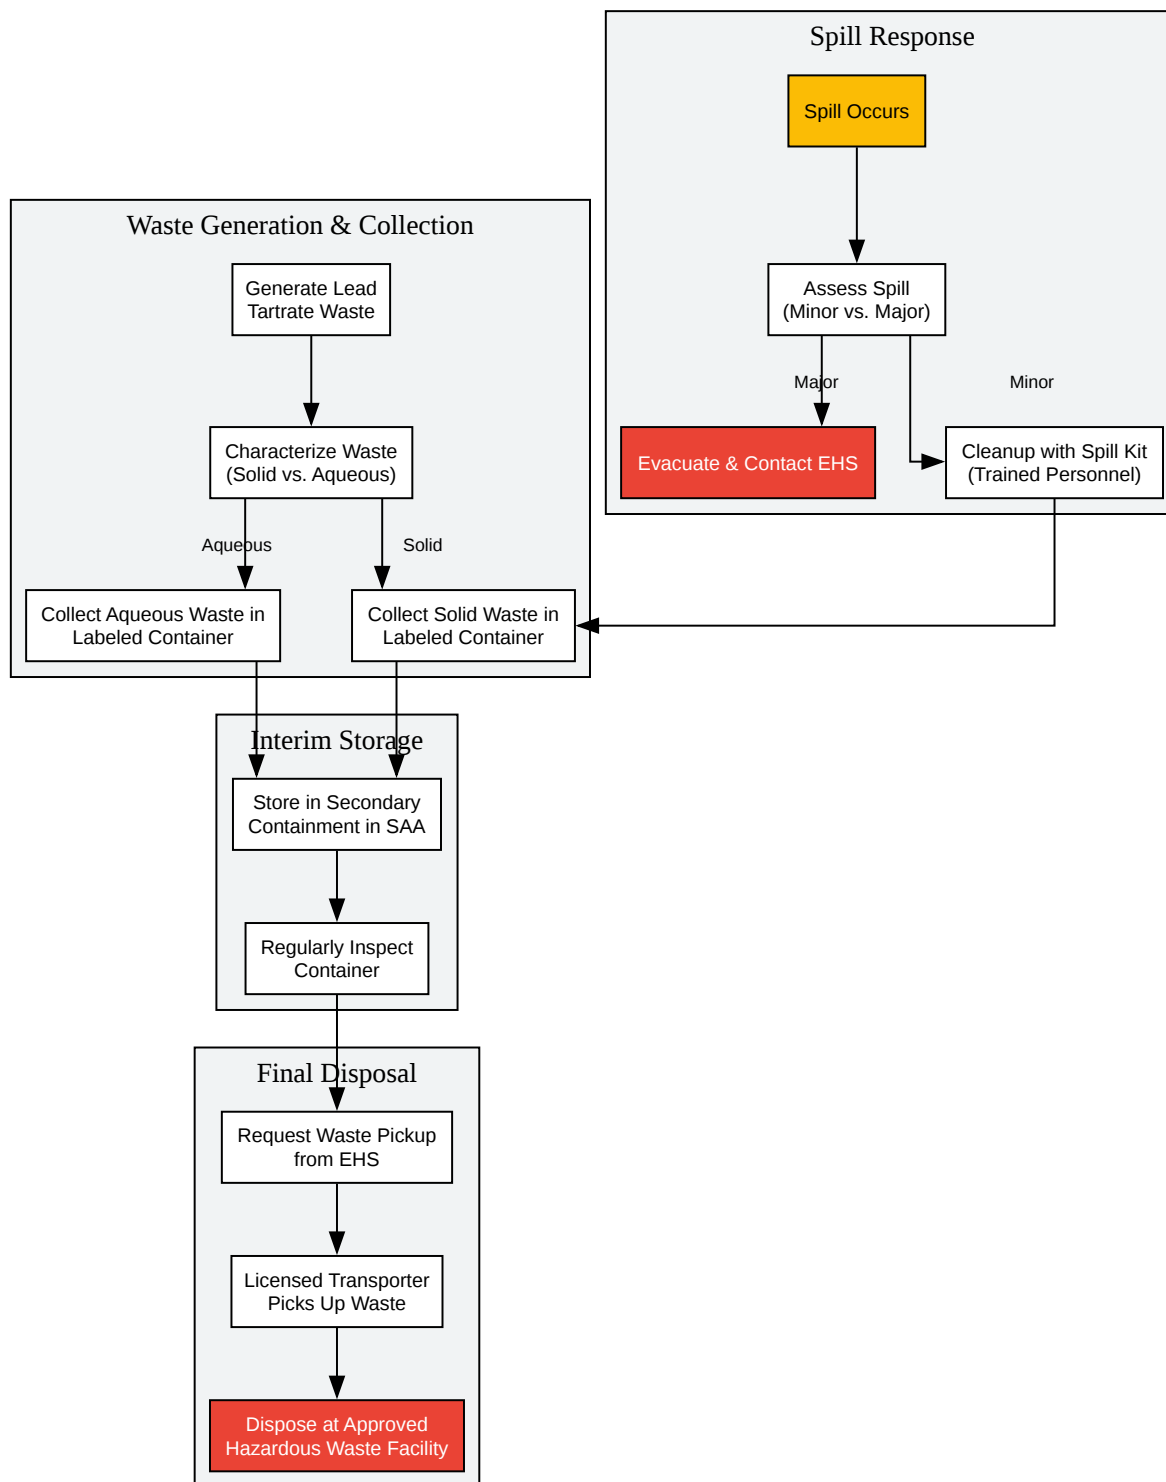 Spill Response
Spill Occurs
Assess Spill
(Minor vs. Major)
Major
Minor
Evacuate & Contact EHS
Cleanup with Spill Kit
(Trained Personnel)
Waste Generation & Collection
Generate Lead
Tartrate Waste
Characterize Waste
(Solid vs. Aqueous)
Aqueous
Solid
Collect Aqueous Waste in
Labeled Container
Collect Solid Waste in
Labeled Container
Interim Storage
Store in Secondary
Containment in SAA
Regularly Inspect
Container
Final Disposal
Request Waste Pickup
from EHS
Licensed Transporter
Picks Up Waste
Dispose at Approved
Hazardous Waste Facility